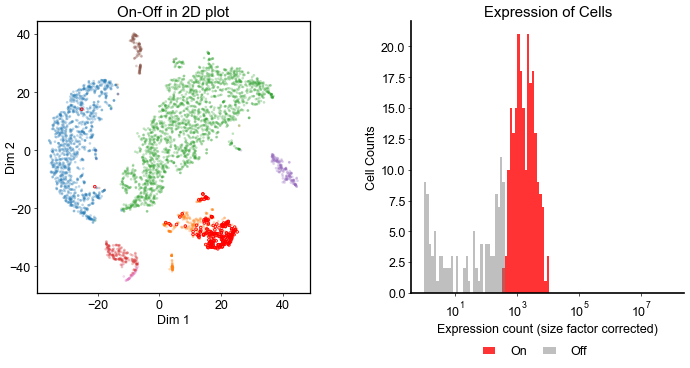 On-Off in 2D plot
40
20
0
−20
−40
Dim 2
−20
0
20
40
Dim 1
Expression of Cells
20.0
17.5
15.0
12.5
10.0
7.5
5.0
2.5
0.0
Cell Counts
10^1
10^3
10^5
10^7
Expression count (size factor corrected)
On
Off